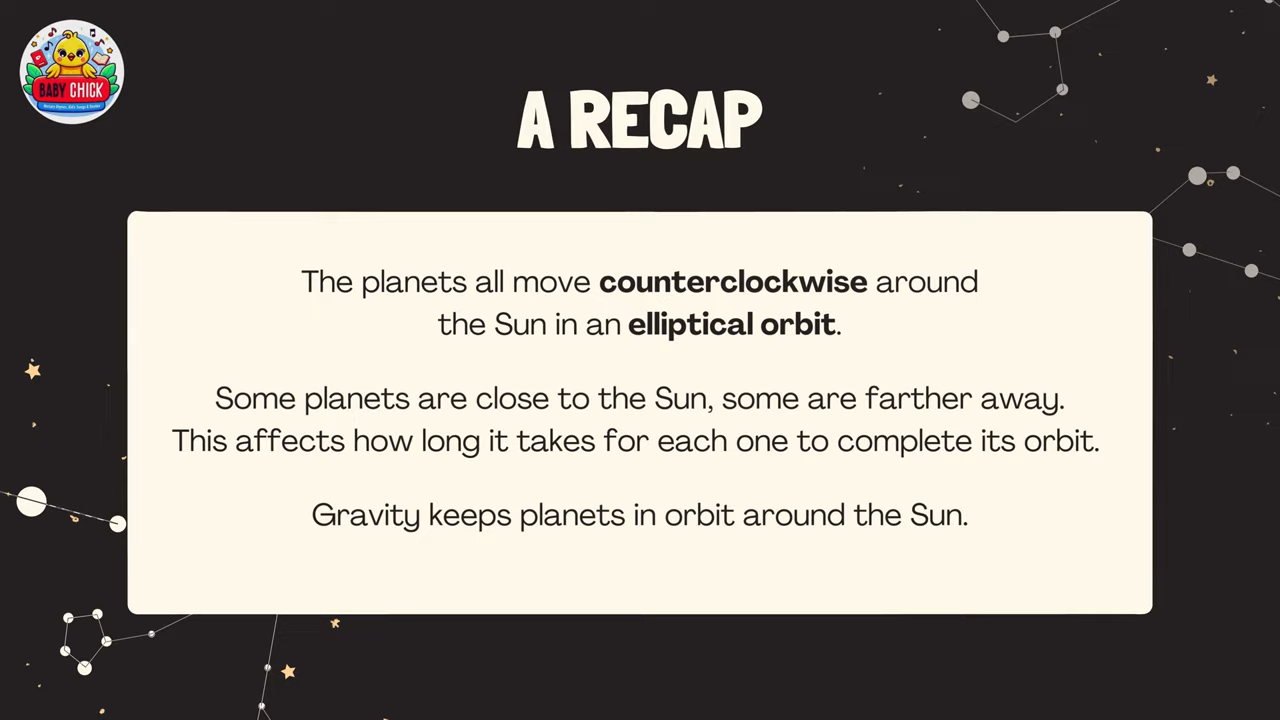 BABY CHICK
A RECAP
The planets all move counterclockwise around
the Sun in an elliptical orbit.
Some planets are close to the Sun, some are farther away.
This affects how long it takes for each one to complete its orbit.
Gravity keeps planets in orbit around the Sun.